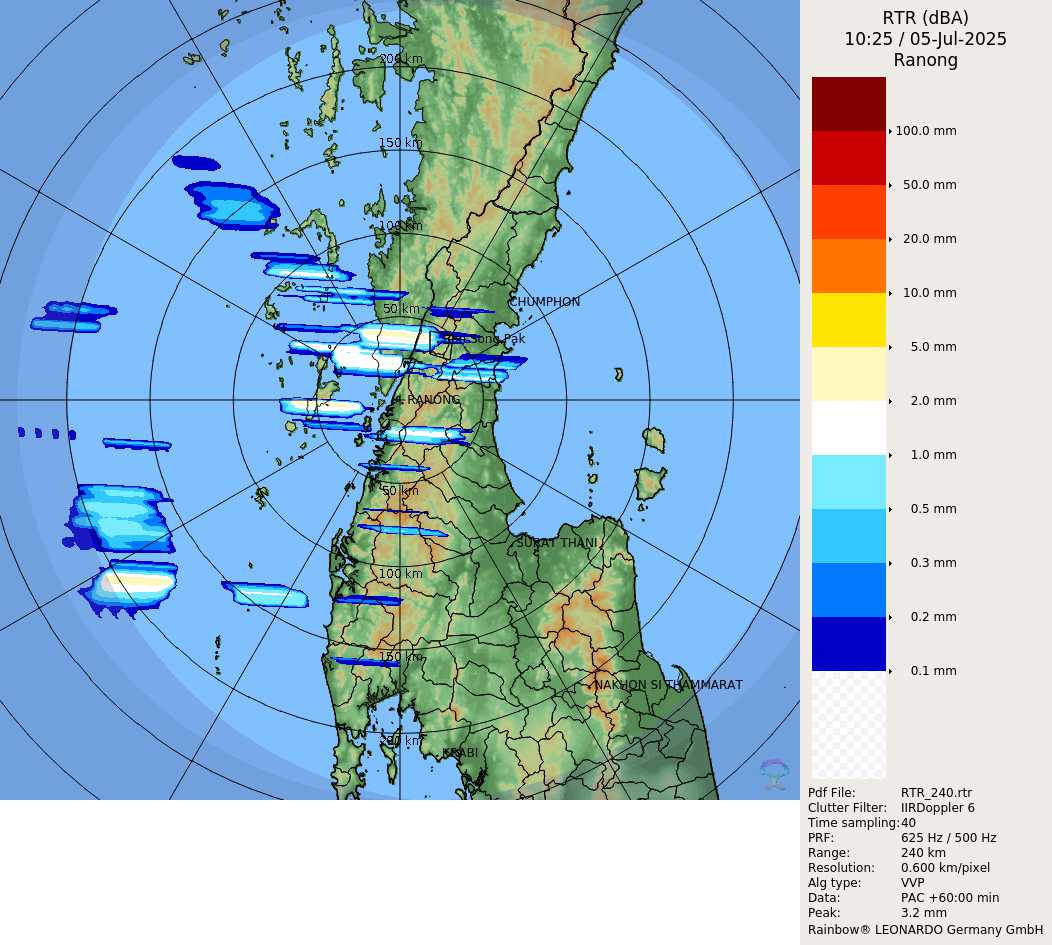 RTR (dBA)
10:25 / 05-Jul-2025
Ranong
200 km
150 km
100 km
50 km
CHUMPHON
Song Pak
RANONG
50 km
SURAT THANI
100 km
150 km
NAKHON SI THAMMARAT
200 km
KRABI
100.0 mm
50.0 mm
20.0 mm
10.0 mm
5.0 mm
2.0 mm
1.0 mm
0.5 mm
0.3 mm
0.2 mm
0.1 mm
Pdf File: RTR_240.rtr
Clutter Filter: IIRDoppler 6
Time sampling:40
PRF: 625 Hz / 500 Hz
Range: 240 km
Resolution: 0.600 km/pixel
Alg type: VVP
Data: PAC +60:00 min
Peak: 3.2 mm
Rainbow® LEONARDO Germany GmbH